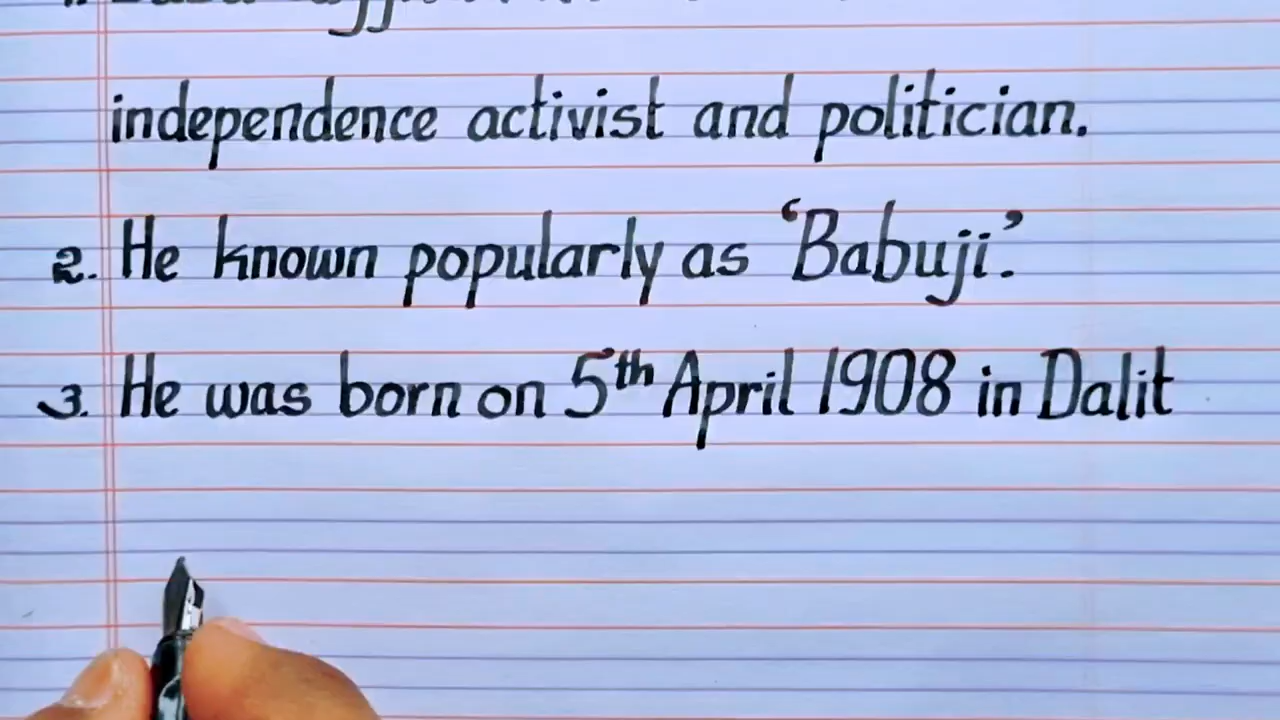 independence activist and politician.
2. He known popularly as ‘Babuji.’
3. He was born on 5th April 1908 in Dalit